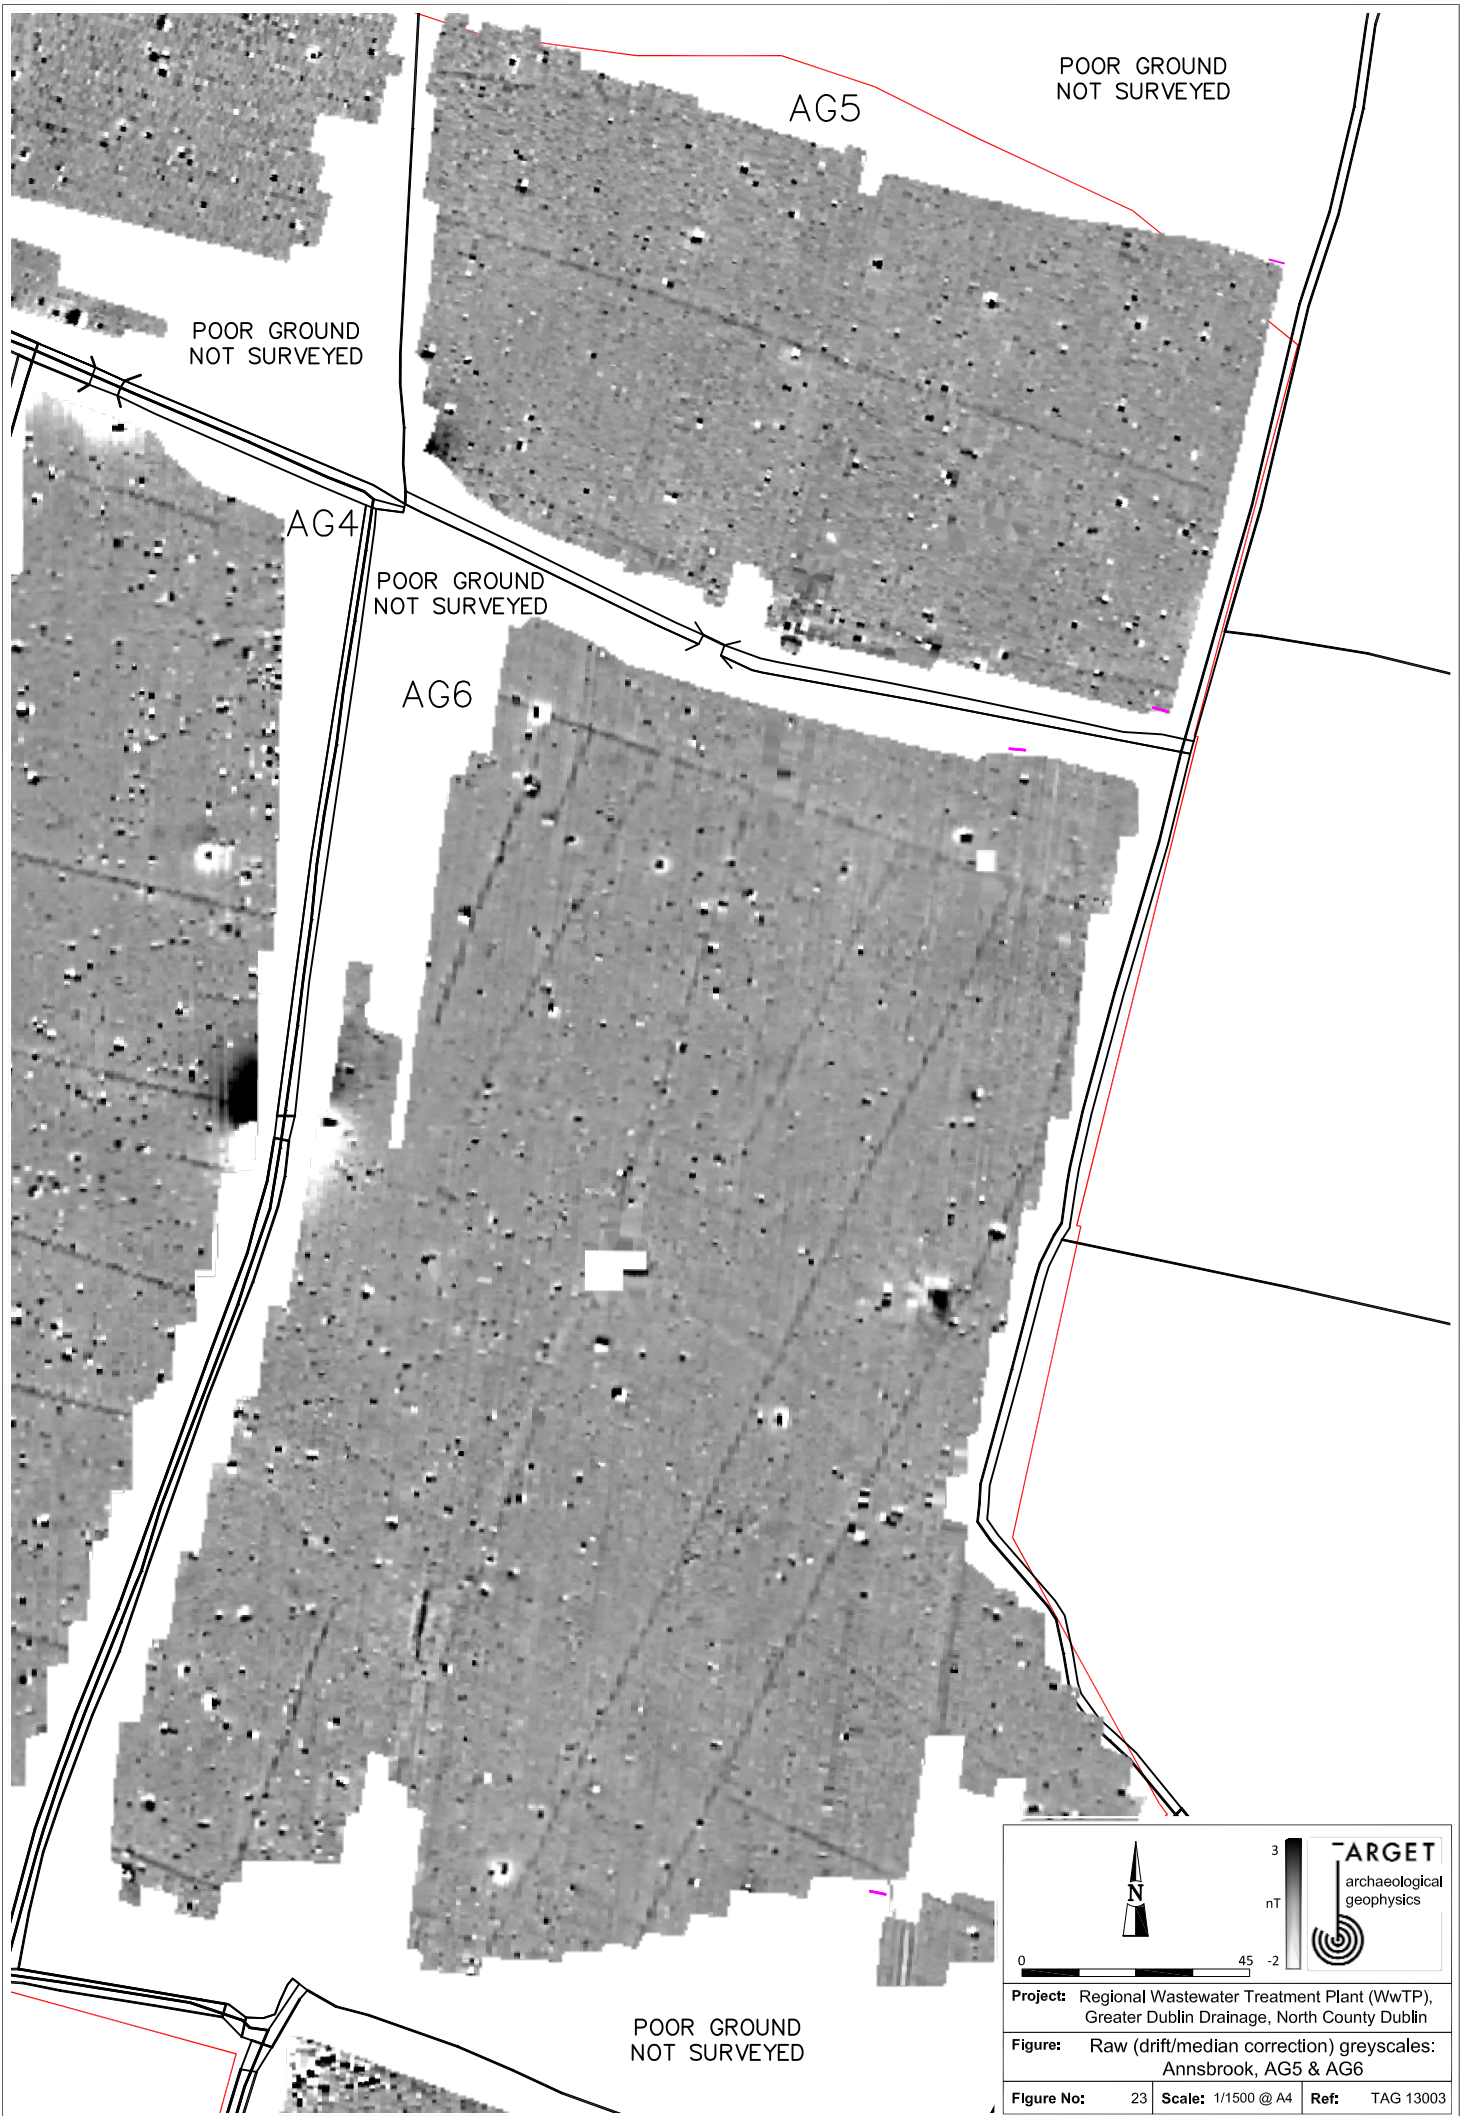 POOR GROUND
NOT SURVEYED
AG5
POOR GROUND
NOT SURVEYED
AG4
POOR GROUND
NOT SURVEYED
AG6
POOR GROUND
NOT SURVEYED
N
0 45
3
nT
-2
TARGET
archaeological
geophysics
Project: Regional Wastewater Treatment Plant (WwTP),
Greater Dublin Drainage, North County Dublin
Figure: Raw (drift/median correction) greyscales:
Annsbrook, AG5 & AG6
Figure No: 23 Scale: 1/1500 @ A4 Ref: TAG 13003